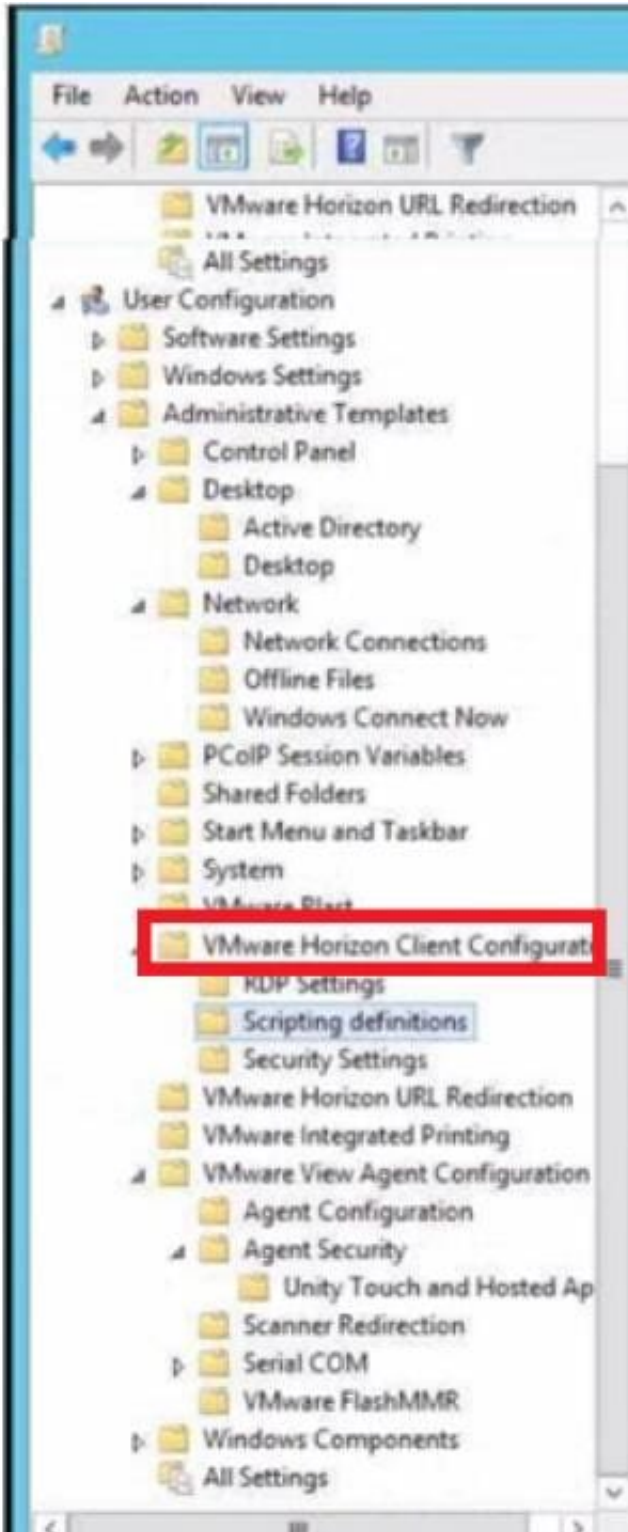 File Action View Help
VMware Horizon URL Redirection
All Settings
User Configuration
Software Settings
Windows Settings
Administrative Templates
Control Panel
Desktop
Active Directory
Desktop
Network
Network Connections
Offline Files
Windows Connect Now
PCoIP Session Variables
Shared Folders
Start Menu and Taskbar
System
VMware Blast
VMware Horizon Client Configurati
RDP Settings
Scripting definitions
Security Settings
VMware Horizon URL Redirection
VMware Integrated Printing
VMware View Agent Configuration
Agent Configuration
Agent Security
Unity Touch and Hosted Ap
Scanner Redirection
Serial COM
VMware FlashMMR
Windows Components
All Settings